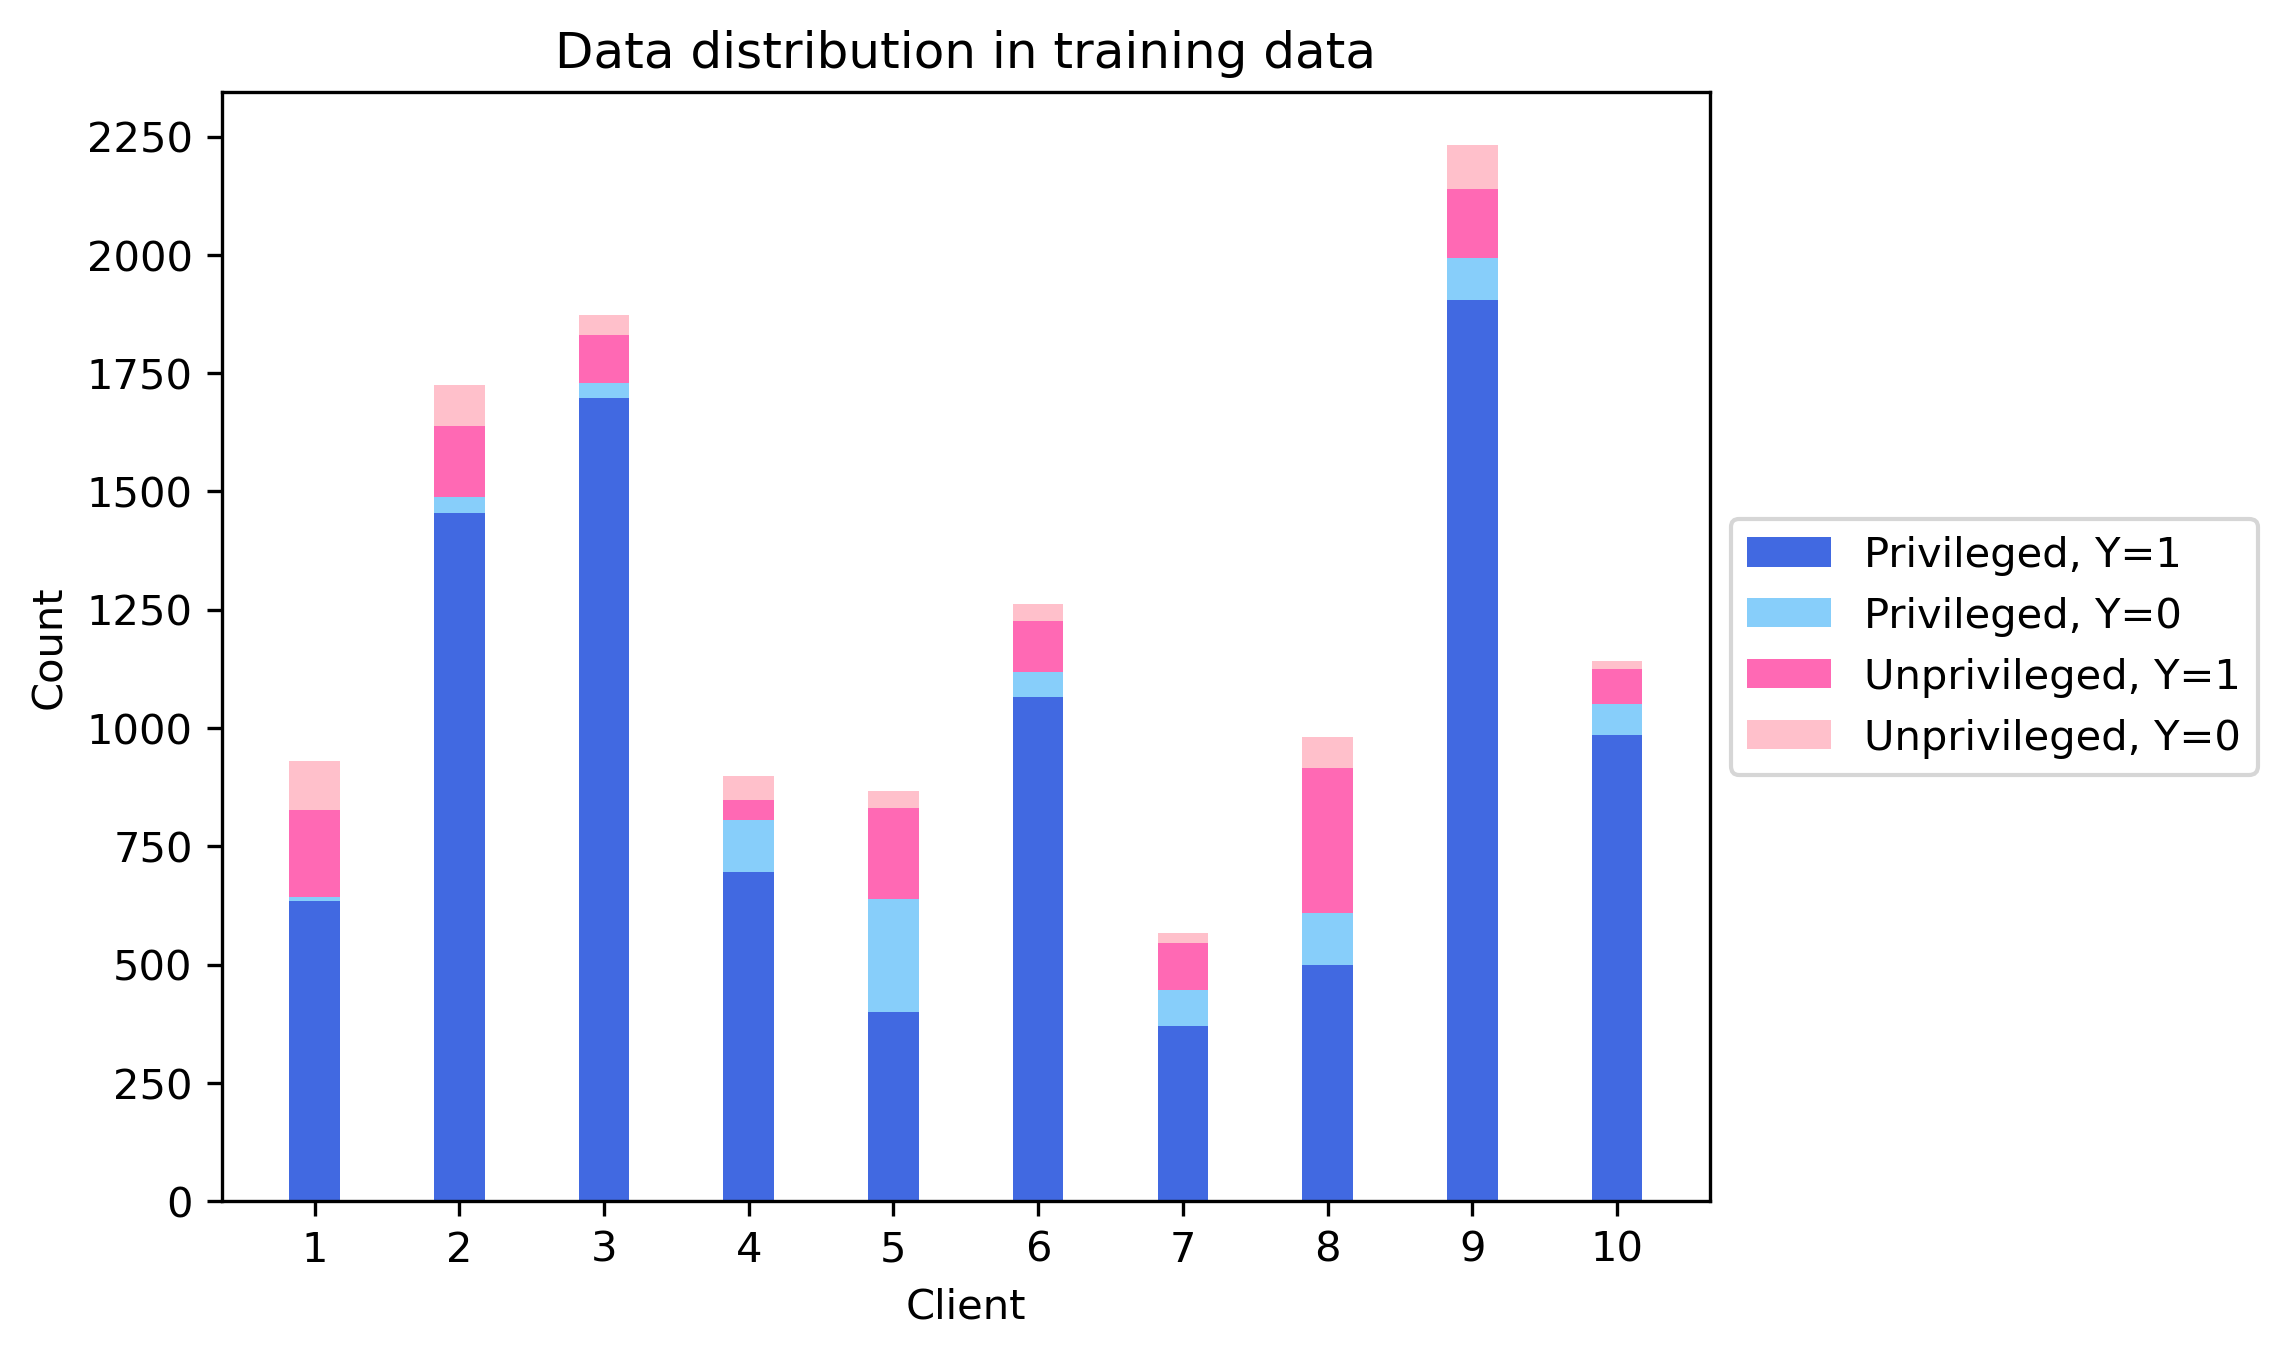 Data distribution in training data
2250
2000
1750
1500
1250
1000
750
500
250
0
Count
1 2 3 4 5 6 7 8 9 10
Client
Privileged, Y=1
Privileged, Y=0
Unprivileged, Y=1
Unprivileged, Y=0